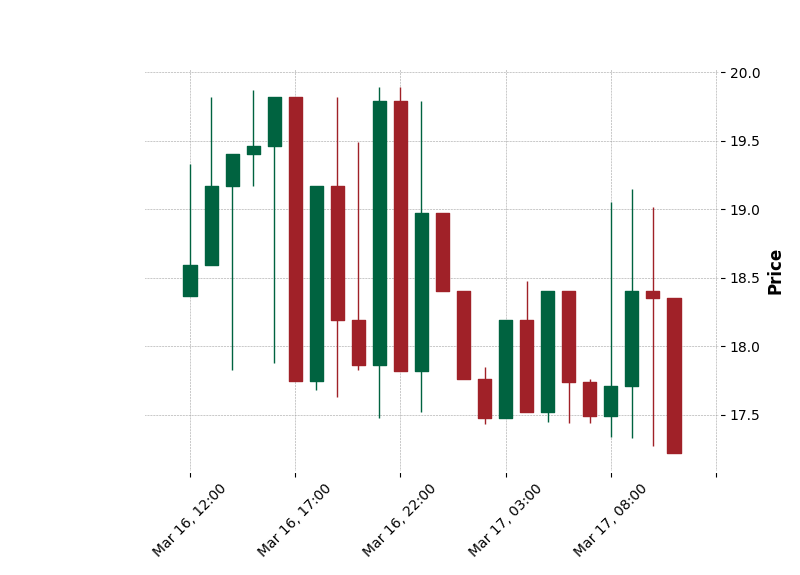 20.0
19.5
19.0
18.5
18.0
17.5
Price
Mar 16, 12:00
Mar 16, 17:00
Mar 16, 22:00
Mar 17, 03:00
Mar 17, 08:00